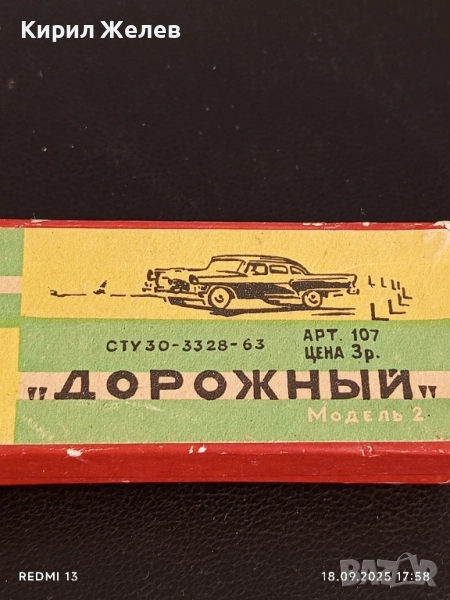 Кирил Желев
СТУ 30-3328-63
АРТ. 107
ЦЕНА 3р.
"ДОРОЖНЫЙ"
МОДЕЛЬ 2
REDMI 13
18.09.2025 17:58
BAZAR